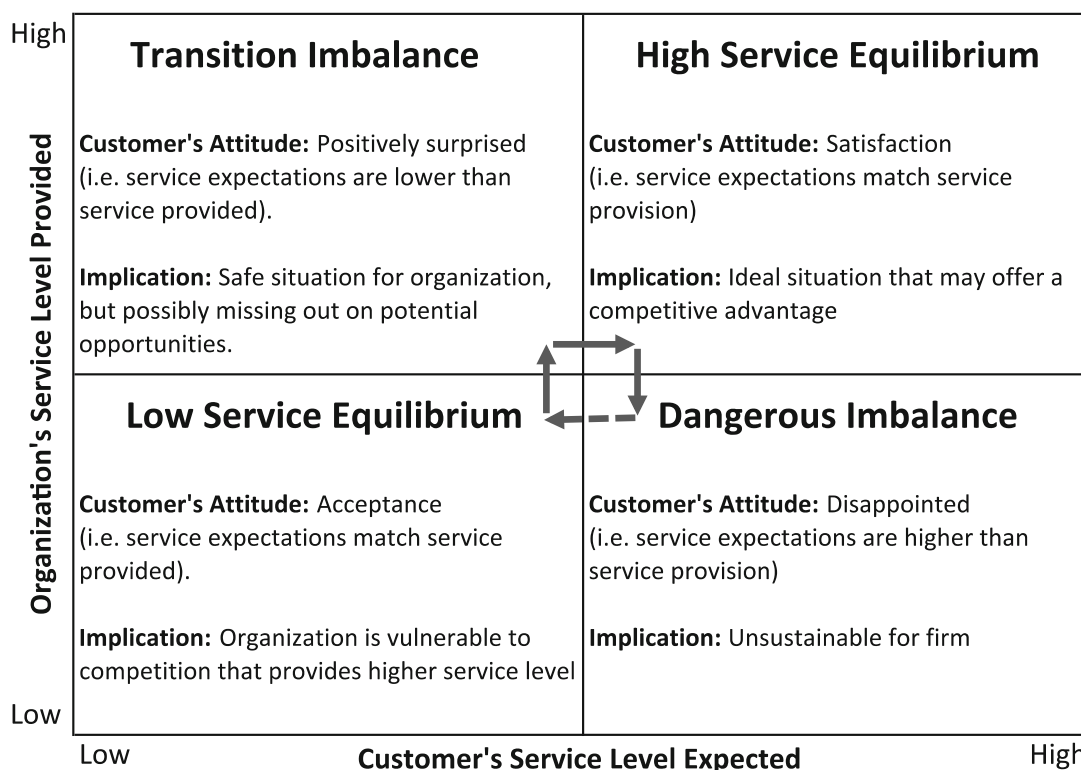 High
Organization's Service Level Provided
Low
Transition Imbalance
Customer's Attitude: Positively surprised
(i.e. service expectations are lower than
service provided).
Implication: Safe situation for organization,
but possibly missing out on potential
opportunities.
High Service Equilibrium
Customer's Attitude: Satisfaction
(i.e. service expectations match service
provision)
Implication: Ideal situation that may offer a
competitive advantage
Low Service Equilibrium
Customer's Attitude: Acceptance
(i.e. service expectations match service
provided).
Implication: Organization is vulnerable to
competition that provides higher service level
Dangerous Imbalance
Customer's Attitude: Disappointed
(i.e. service expectations are higher than
service provision)
Implication: Unsustainable for firm
Low
Customer's Service Level Expected
High